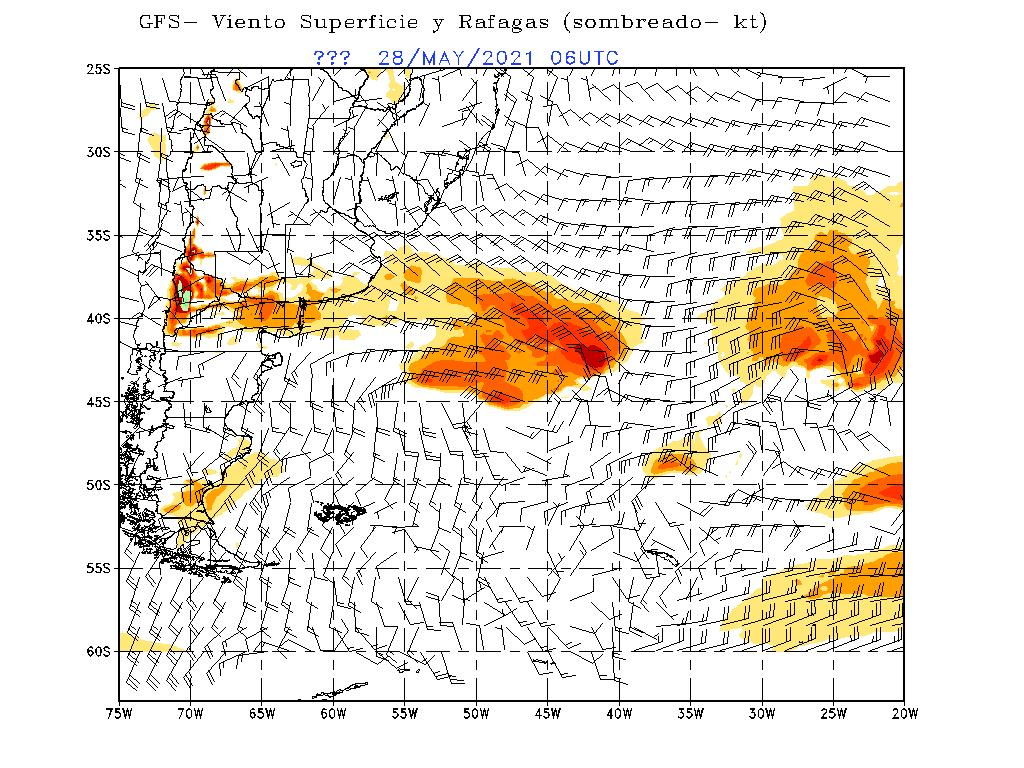 GFS− Viento Superficie y Rafagas (sombreado− kt)
??? 28/MAY/2021 06UTC
25S
30S
35S
40S
45S
50S
55S
60S
75W 70W 65W 60W 55W 50W 45W 40W 35W 30W 25W 20W